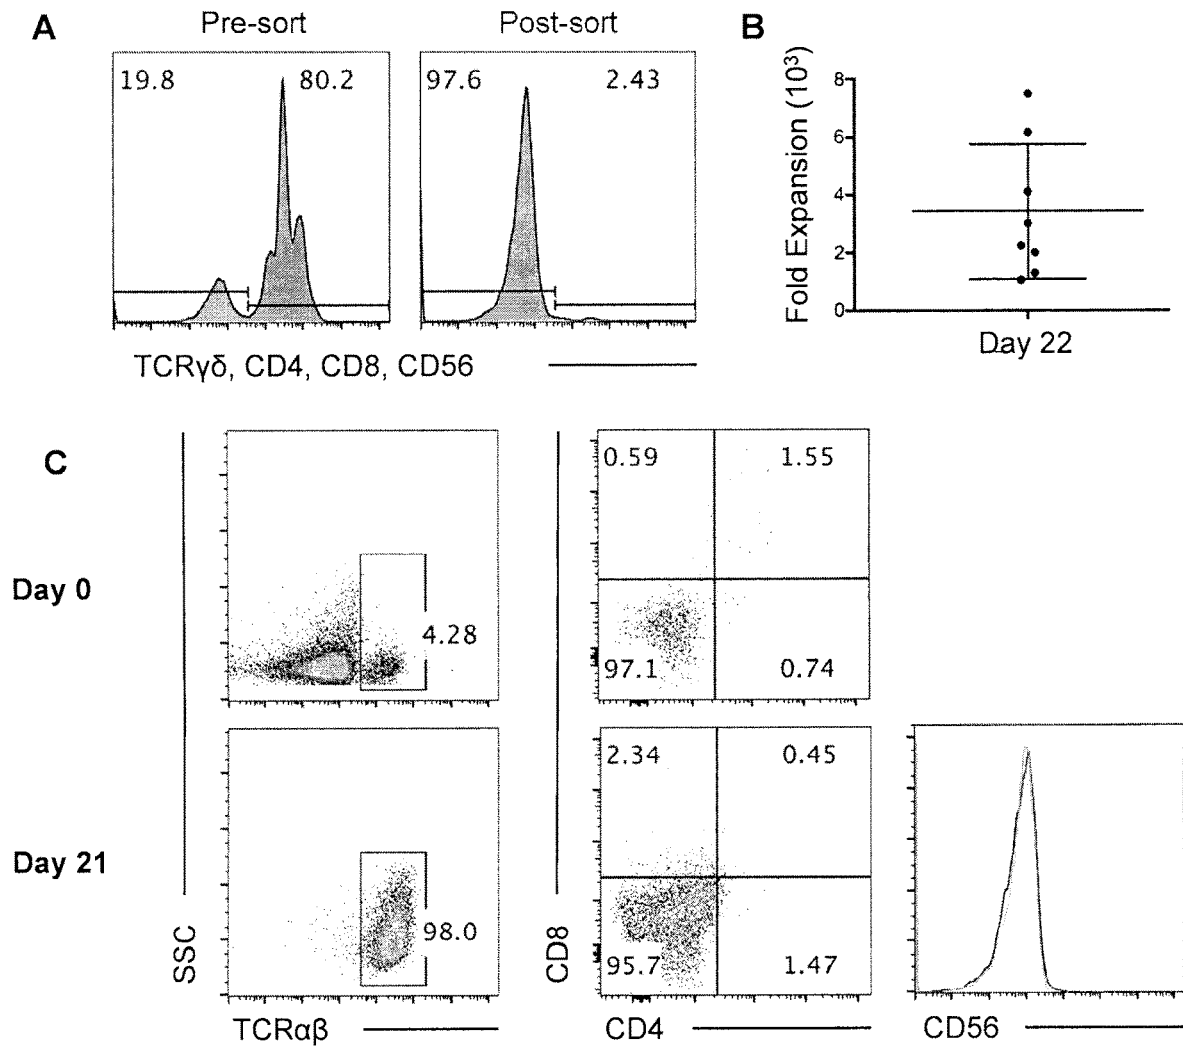 A Pre-sort Post-sort B
19.8 80.2 97.6 2.43
TCRγδ, CD4, CD8, CD56
Fold Expansion (10³)
8
6
4
2
0
Day 22
C
Day 0
4.28
0.59 1.55
97.1 0.74
Day 21
98.0
2.34 0.45
95.7 1.47
SSC
CD8
TCRαβ CD4 CD56